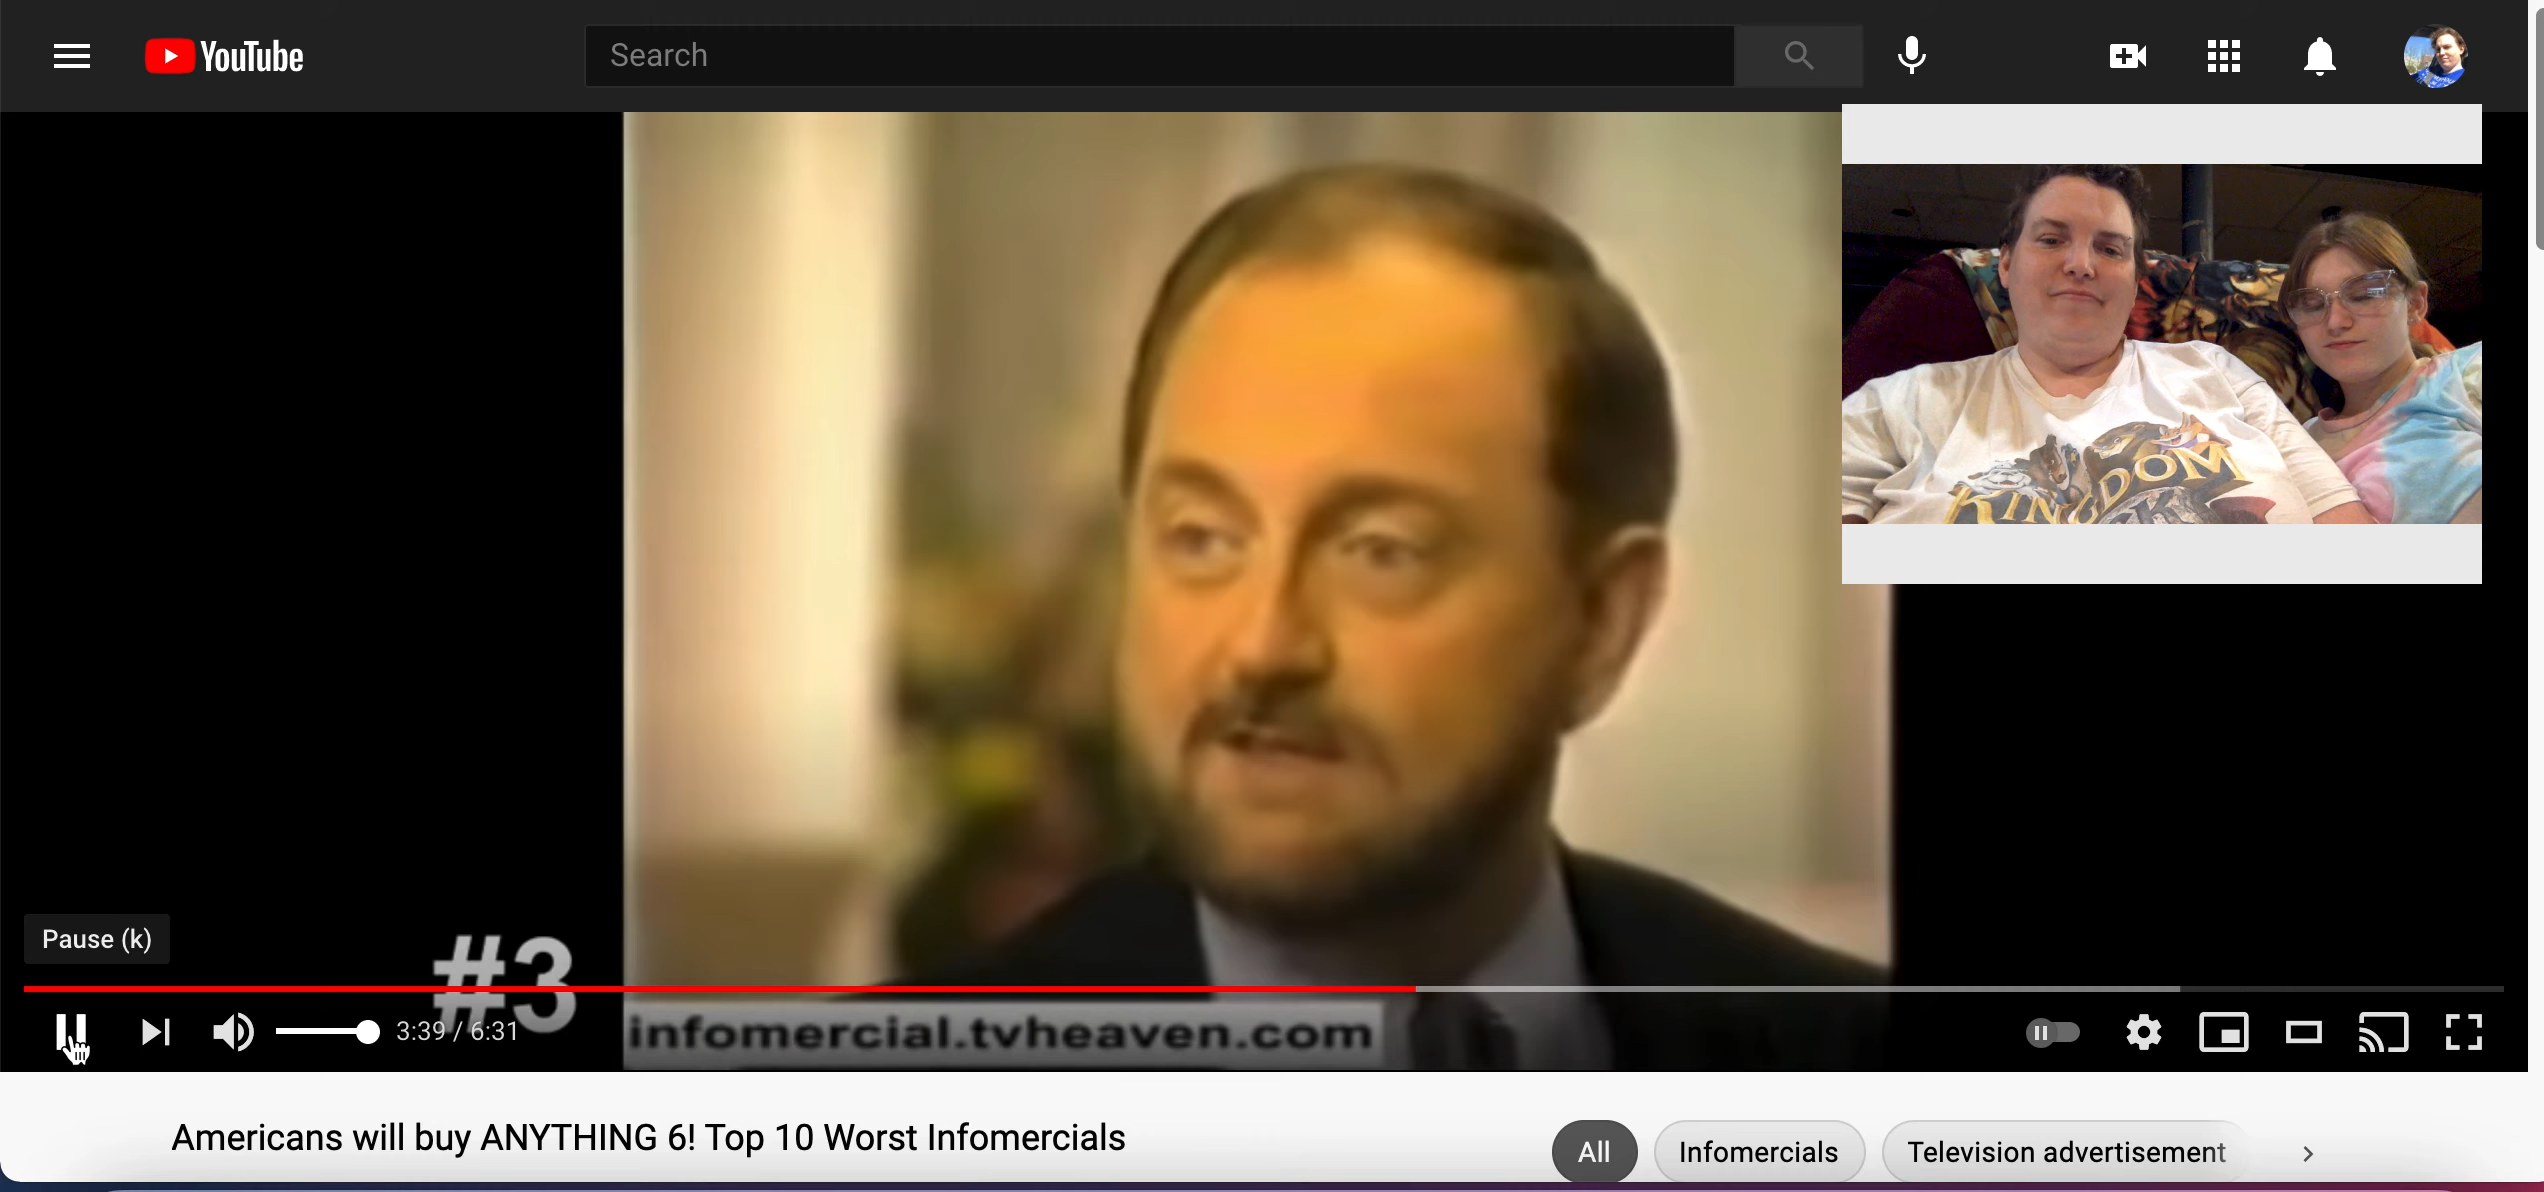 YouTube
Search
KINGDOM
Pause (k)
#3
3:39 / 6:31
infomercial.tvheaven.com
Americans will buy ANYTHING 6! Top 10 Worst Infomercials
All
Infomercials
Television advertisement